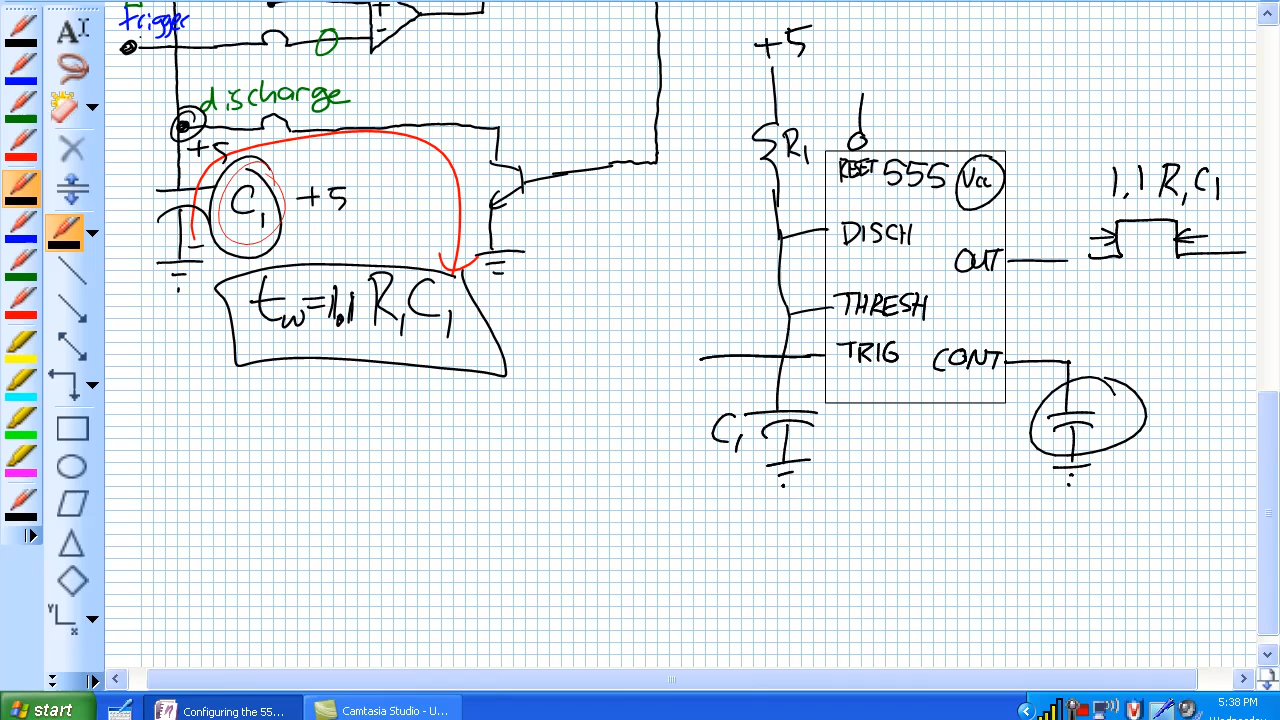 trigger
discharge
+5
C1 +5
tw=1.1 R1C1
+5
R1
RESET 555 Vcc
DISCH
OUT
THRESH
TRIG CONT
C1
1.1 R1C1
start
Configuring the 55...
Camtasia Studio - U...
5:38 PM
Wednesday